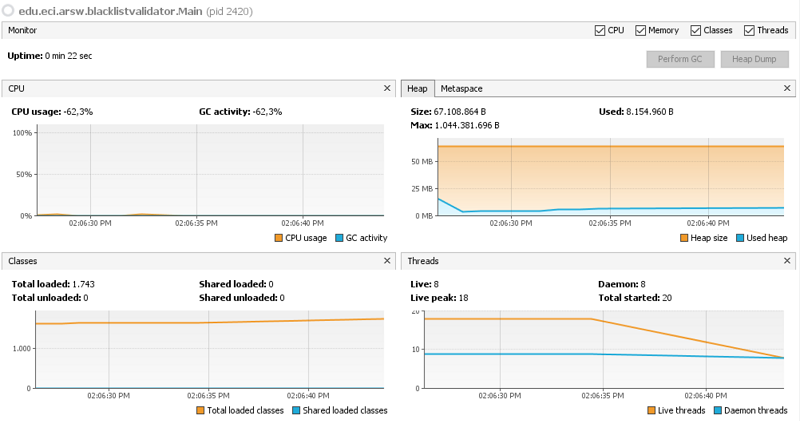 edu.eci.arsw.blacklistvalidator.Main (pid 2420)
Monitor
CPU Memory Classes Threads
Uptime: 0 min 22 sec
Perform GC Heap Dump
CPU
CPU usage: -62,3% GC activity: -62,3%
100%
50%
0%
02:06:30 PM 02:06:35 PM 02:06:40 PM
CPU usage GC activity
Heap Metaspace
Size: 67.108.864 B Used: 8.154.960 B
Max: 1.044.381.696 B
50 MB
25 MB
0 MB
02:06:30 PM 02:06:35 PM 02:06:40 PM
Heap size Used heap
Classes
Total loaded: 1.743 Shared loaded: 0
Total unloaded: 0 Shared unloaded: 0
1.000
0
02:06:30 PM 02:06:35 PM 02:06:40 PM
Total loaded classes Shared loaded classes
Threads
Live: 8 Daemon: 8
Live peak: 18 Total started: 20
20
10
0
02:06:30 PM 02:06:35 PM 02:06:40 PM
Live threads Daemon threads